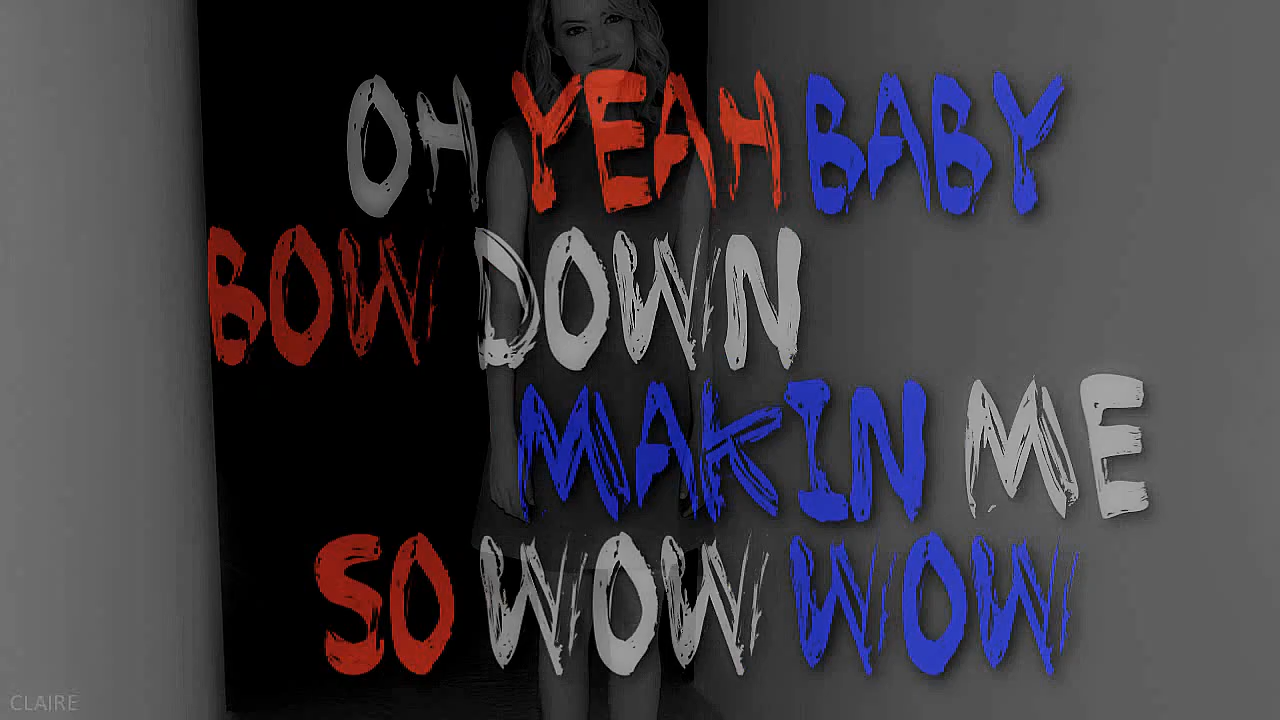 OH YEAH BABY
BOW DOWN
MAKIN ME
SO WOW WOW
CLAIRE